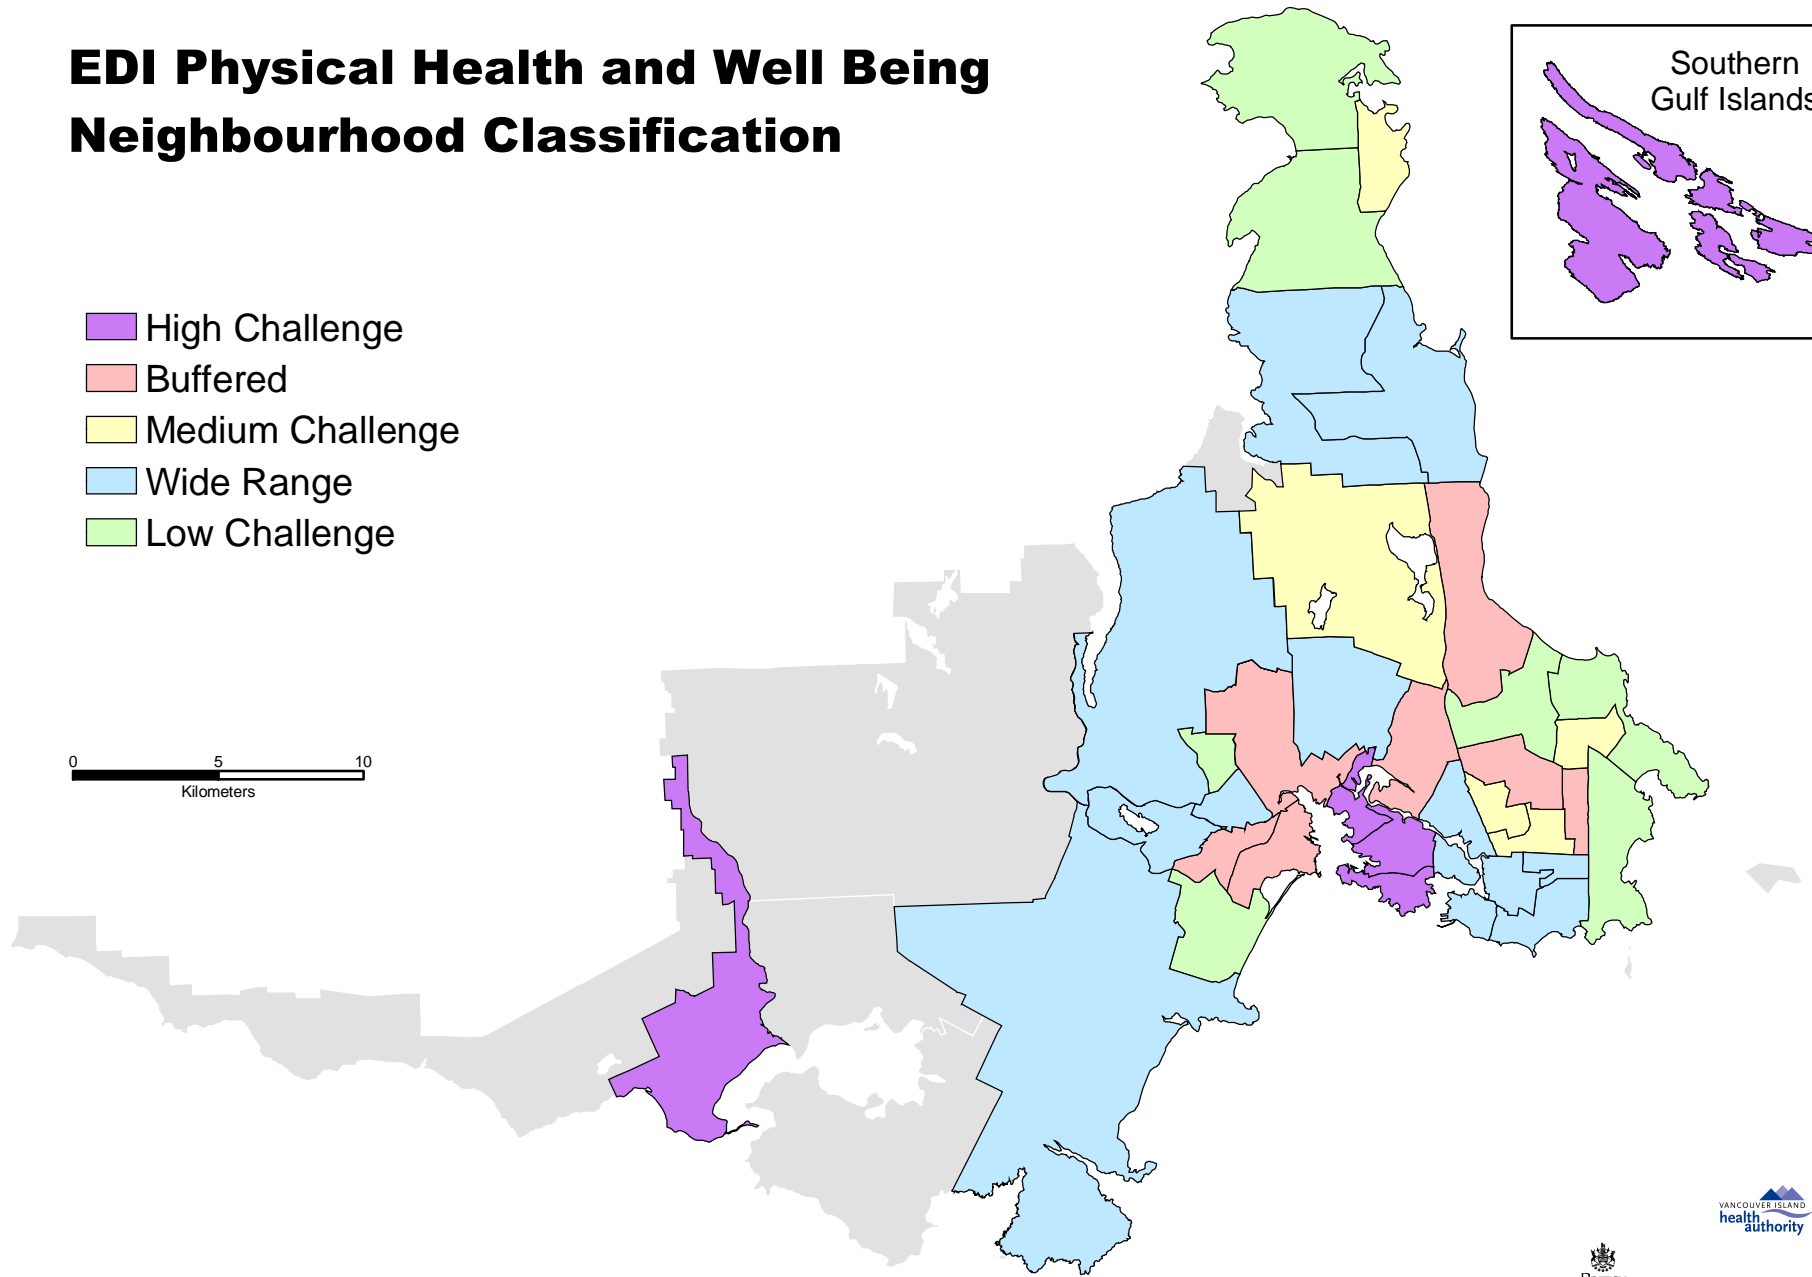 EDI Physical Health and Well Being
Neighbourhood Classification
Southern
Gulf Islands
High Challenge
Buffered
Medium Challenge
Wide Range
Low Challenge
0 5 10
Kilometers
VANCOUVER ISLAND
health
authority